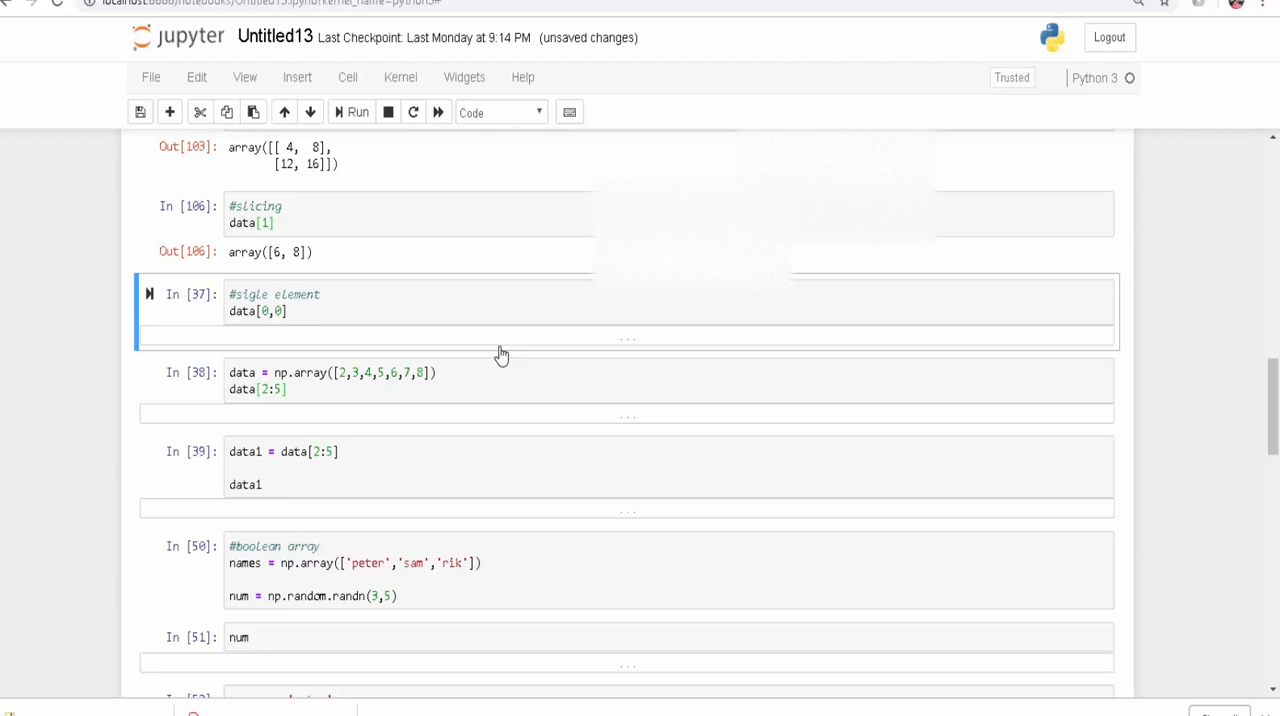 jupyter Untitled13 Last Checkpoint: Last Monday at 9:14 PM (unsaved changes)
Logout
File Edit View Insert Cell Kernel Widgets Help
Trusted
Python 3
Run
Code
Out[103]: array([[ 4, 8],
[12, 16]])
In [106]: #slicing
data[1]
Out[106]: array([6, 8])
In [37]: #sigle element
data[0,0]
...
In [38]: data = np.array([2,3,4,5,6,7,8])
data[2:5]
...
In [39]: data1 = data[2:5]
data1
...
In [50]: #boolean array
names = np.array(['peter','sam','rik'])
num = np.random.randn(3,5)
In [51]: num
...